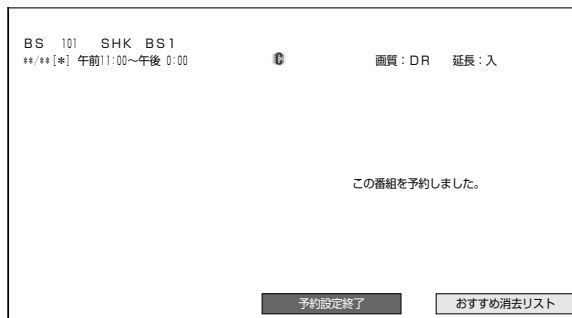 BS 101 SHK BS1
**/**[*] 午前11:00～午後 0:00 C 画質：DR 延長：入
この番組を予約しました。
予約設定終了 おすすめ消去リスト